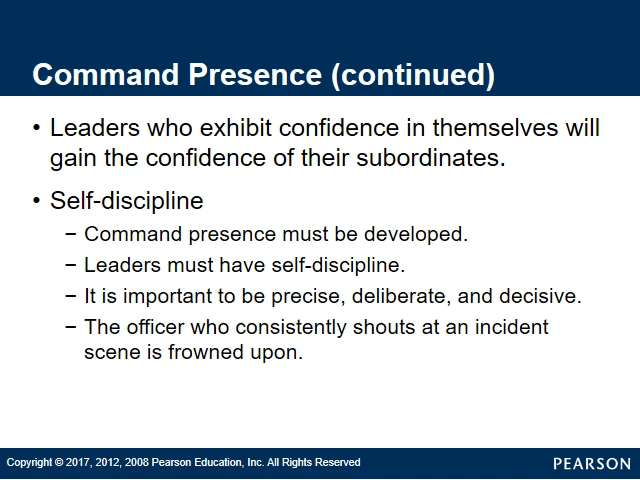 Command Presence (continued)
• Leaders who exhibit confidence in themselves will
gain the confidence of their subordinates.
• Self-discipline
− Command presence must be developed.
− Leaders must have self-discipline.
− It is important to be precise, deliberate, and decisive.
− The officer who consistently shouts at an incident
scene is frowned upon.
Copyright © 2017, 2012, 2008 Pearson Education, Inc. All Rights Reserved
PEARSON